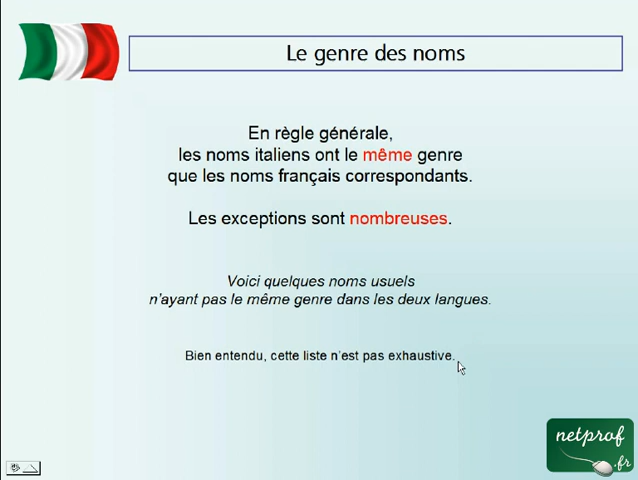 Le genre des noms
En règle générale,
les noms italiens ont le même genre
que les noms français correspondants.
Les exceptions sont nombreuses.
Voici quelques noms usuels
n'ayant pas le même genre dans les deux langues.
Bien entendu, cette liste n'est pas exhaustive.
netprof
.fr